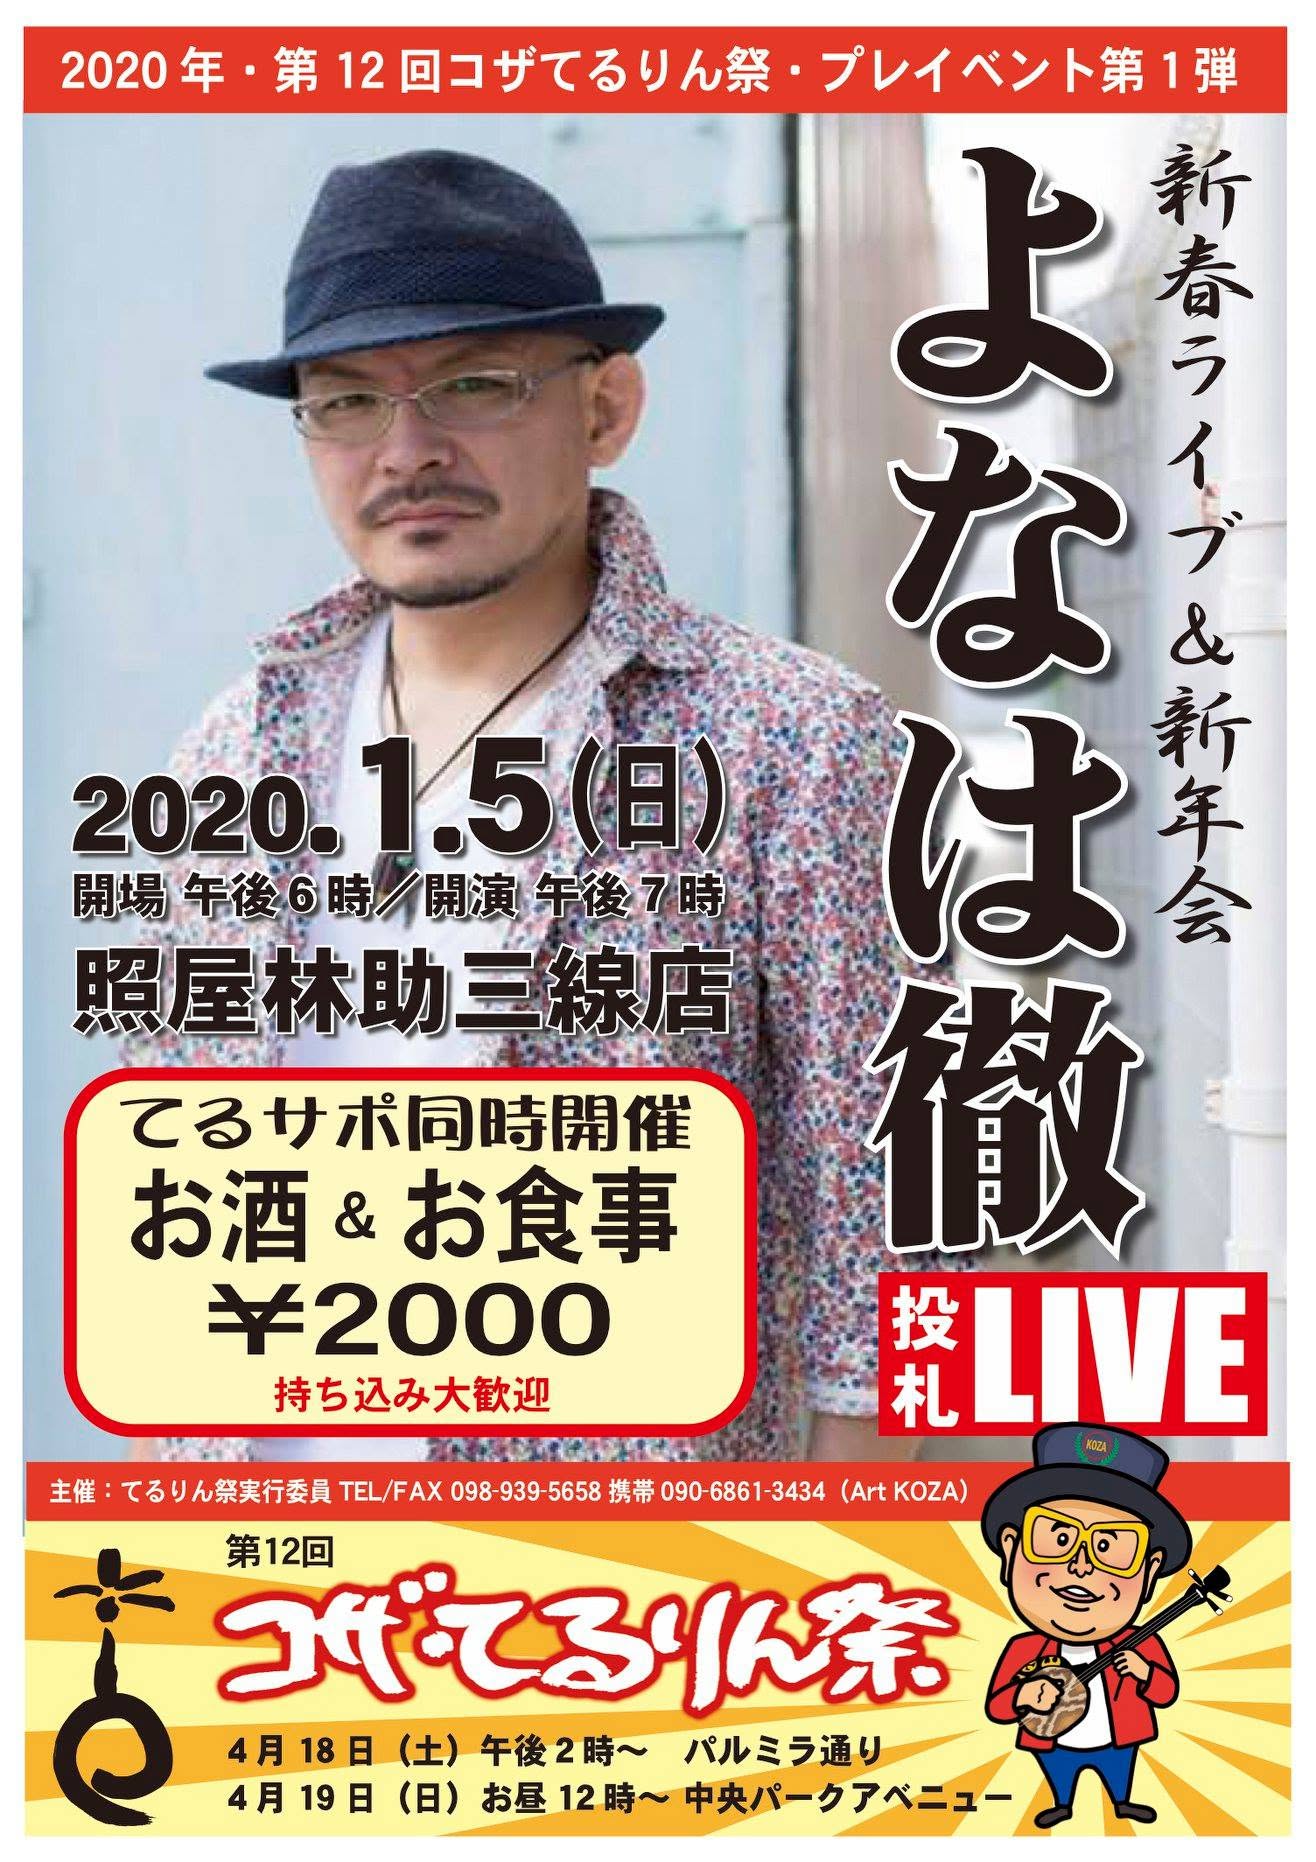 2020年・第12回コザてるりん祭・プレイベント第1弾
新春ライブ&新年会
よなは徹
投札LIVE
2020.1.5(日)
開場 午後6時/開演 午後7時
照屋林助三線店
てるサポ同時開催
お酒&お食事
¥2000
持ち込み大歓迎
主催:てるりん祭実行委員 TEL/FAX 098-939-5658 携帯 090-6861-3434(Art KOZA)
KOZA
第12回
コザ・てるりん祭
4月18日(土)午後2時〜 パルミラ通り
4月19日(日)お昼12時〜 中央パークアベニュー